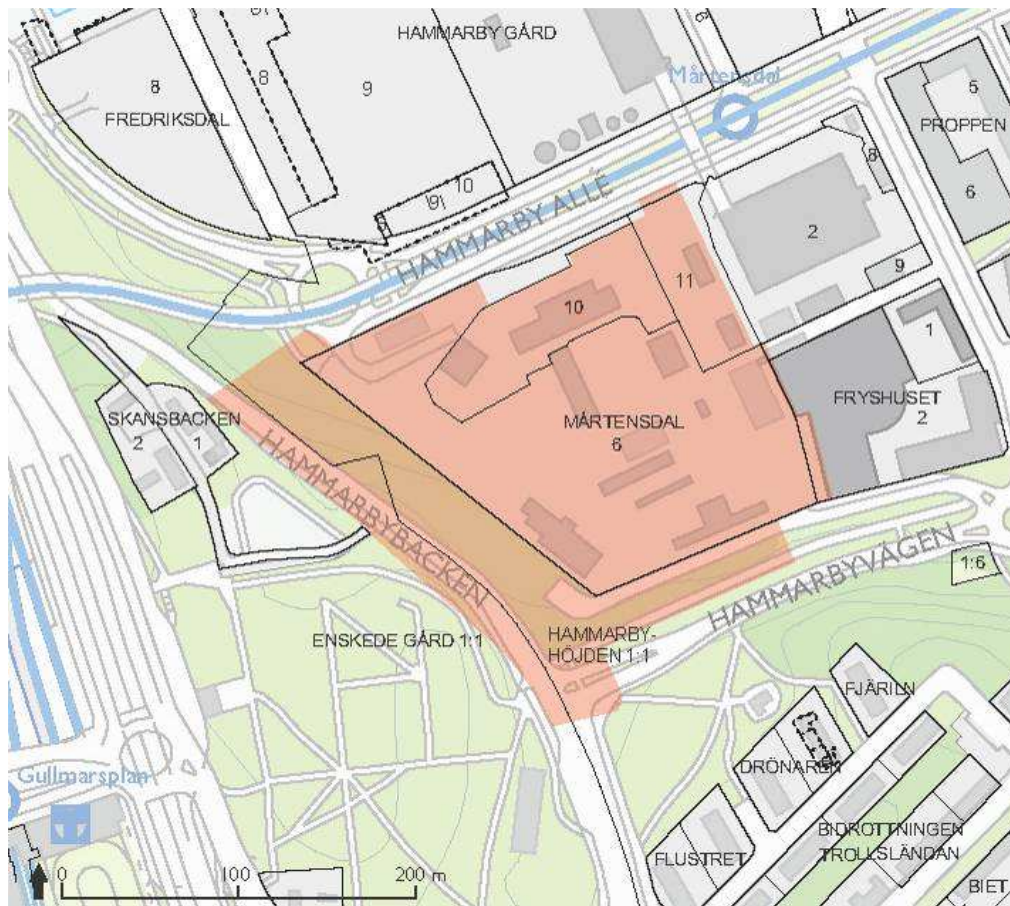 HAMMARBY GÅRD
6
8
8
9
FREDRIKSDAL
Mårtensdal
5
PROPPEN
6
8
10
9
HAMMARBY ALLÉ
2
9
11
10
1
SKANSBACKEN
2
1
MÅRTENSDAL
6
FRYSHUSET
2
HAMMARBYBACKEN
HAMMARBYVÄGEN
1:6
ENSKEDE GÅRD 1:1
HAMMARBY-
HÖJDEN 1:1
FJÄRILN
Gullmarsplan
DRÖNAREN
BIDROTTNINGEN
TROLLSLÄNDAN
FLUSTRET
BIET
0
100
200 m